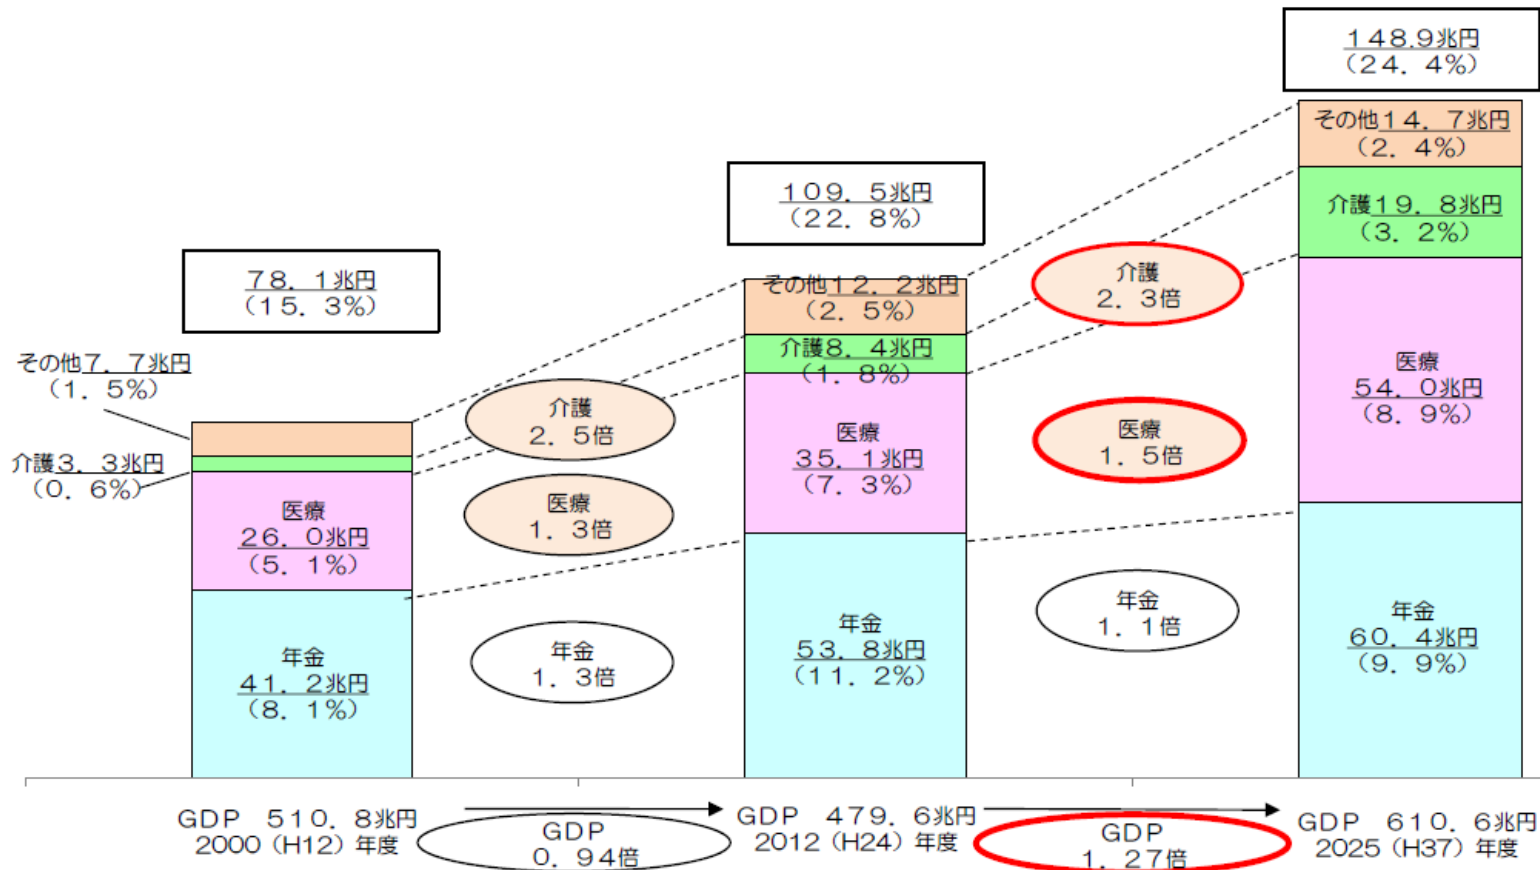 148.9兆円
(24.4%)
その他14.7兆円
(2.4%)
介護19.8兆円
(3.2%)
医療
54.0兆円
(8.9%)
年金
60.4兆円
(9.9%)
109.5兆円
(22.8%)
その他12.2兆円
(2.5%)
介護8.4兆円
(1.8%)
医療
35.1兆円
(7.3%)
年金
53.8兆円
(11.2%)
78.1兆円
(15.3%)
その他7.7兆円
(1.5%)
介護3.3兆円
(0.6%)
医療
26.0兆円
(5.1%)
年金
41.2兆円
(8.1%)
介護
2.5倍
医療
1.3倍
年金
1.3倍
介護
2.3倍
医療
1.5倍
年金
1.1倍
GDP 510.8兆円
2000(H12)年度
GDP
0.94倍
GDP 479.6兆円
2012(H24)年度
GDP
1.27倍
GDP 610.6兆円
2025(H37)年度